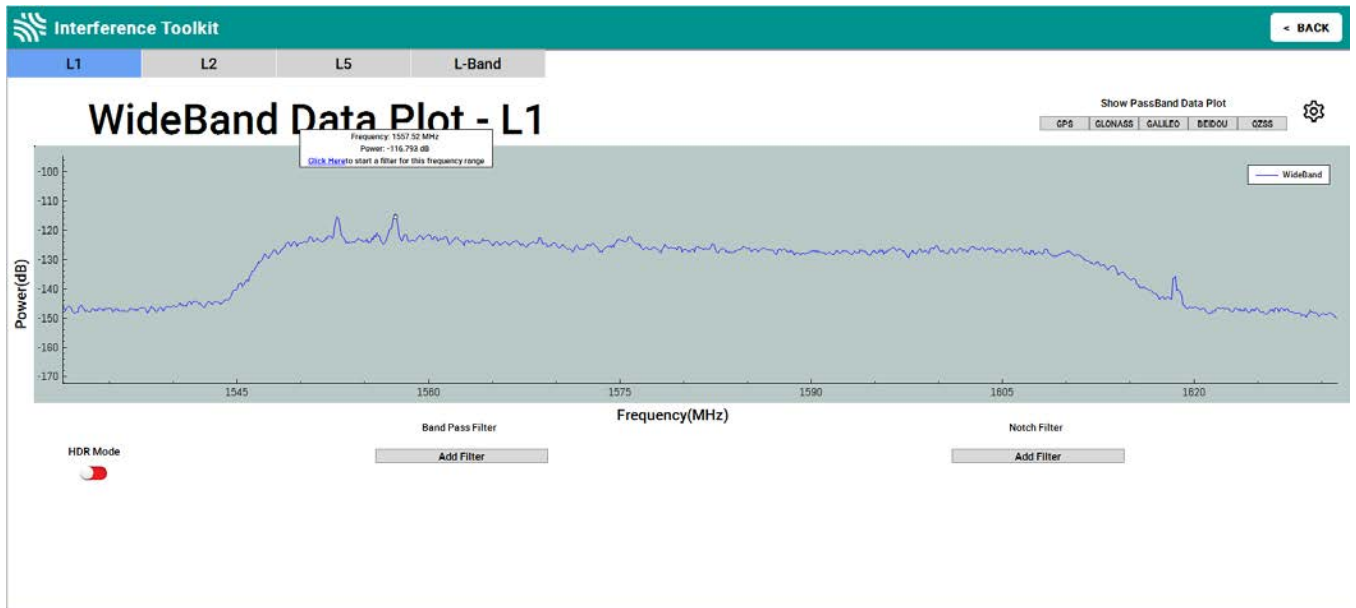 Interference Toolkit
< BACK
L1 L2 L5 L-Band
WideBand Data Plot - L1
Show PassBand Data Plot
GPS GLONASS GALILEO BEIDOU QZSS
Frequency: 1557.52 MHz
Power: -116.793 dB
Click Here to start a filter for this frequency range
WideBand
Power(dB)
-100
-110
-120
-130
-140
-150
-160
-170
1545 1560 1575 1590 1605 1620
Frequency(MHz)
Band Pass Filter Notch Filter
HDR Mode
Add Filter Add Filter